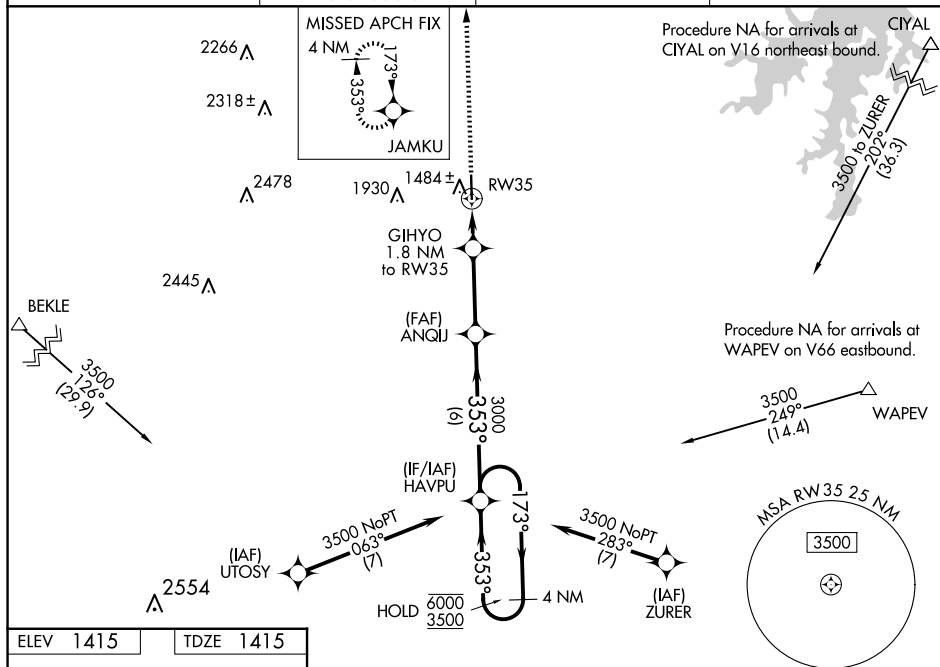 MISSED APCH FIX
4 NM
173°
353°
JAMKU
Procedure NA for arrivals at
CIYAL on V16 northeast bound.
CIYAL
3500 to ZURER
202°
(36.3)
2266
2318 ±
2478
1930
1484 ±
RW35
GIHYO
1.8 NM
to RW35
2445
BEKLE
3500
126°
(29.9)
(FAF)
ANQIJ
Procedure NA for arrivals at
WAPEV on V66 eastbound.
3500
249°
(14.4)
WAPEV
3000
353°
(6)
(IF/IAF)
HAVPU
173°
353°
HOLD
6000
3500
4 NM
3500 NoPT
063°
(7)
(IAF)
UTOSY
3500 NoPT
283°
(7)
(IAF)
ZURER
2554
MSA RW35 25 NM
3500
ELEV 1415
TDZE 1415